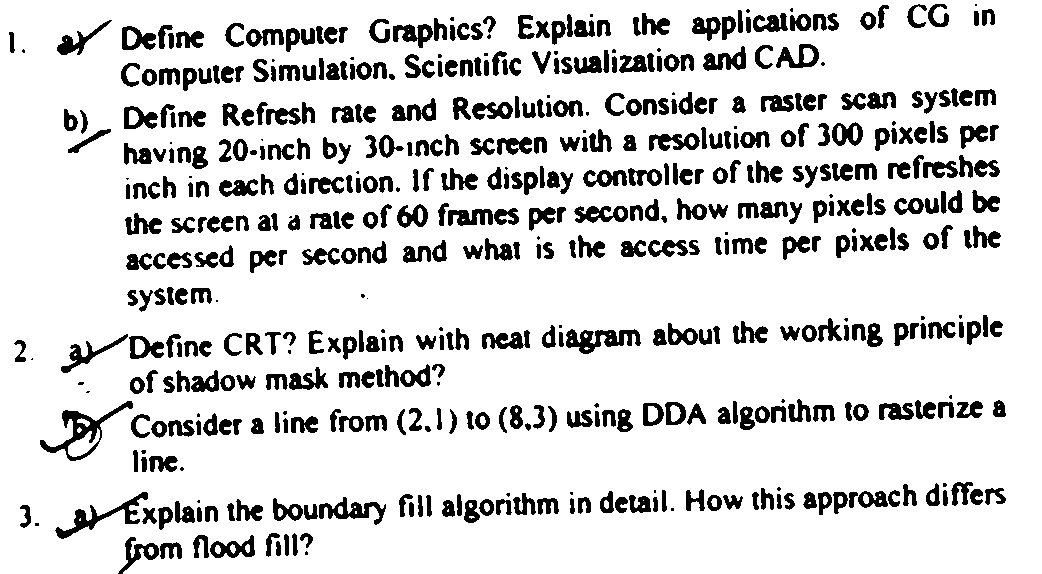 1. a) Define Computer Graphics? Explain the applications of CG in
Computer Simulation, Scientific Visualization and CAD.
b) Define Refresh rate and Resolution. Consider a raster scan system
having 20-inch by 30-inch screen with a resolution of 300 pixels per
inch in each direction. If the display controller of the system refreshes
the screen at a rate of 60 frames per second, how many pixels could be
accessed per second and what is the access time per pixels of the
system.
2. a) Define CRT? Explain with neat diagram about the working principle
of shadow mask method?
b) Consider a line from (2,1) to (8,3) using DDA algorithm to rasterize a
line.
3. a) Explain the boundary fill algorithm in detail. How this approach differs
from flood fill?